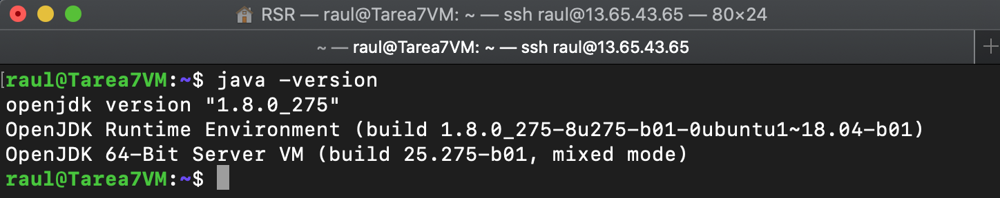 RSR — raul@Tarea7VM: ~ — ssh raul@13.65.43.65 — 80×24
~ — raul@Tarea7VM: ~ — ssh raul@13.65.43.65
[raul@Tarea7VM:~$ java -version
openjdk version "1.8.0_275"
OpenJDK Runtime Environment (build 1.8.0_275-8u275-b01-0ubuntu1~18.04-b01)
OpenJDK 64-Bit Server VM (build 25.275-b01, mixed mode)
raul@Tarea7VM:~$